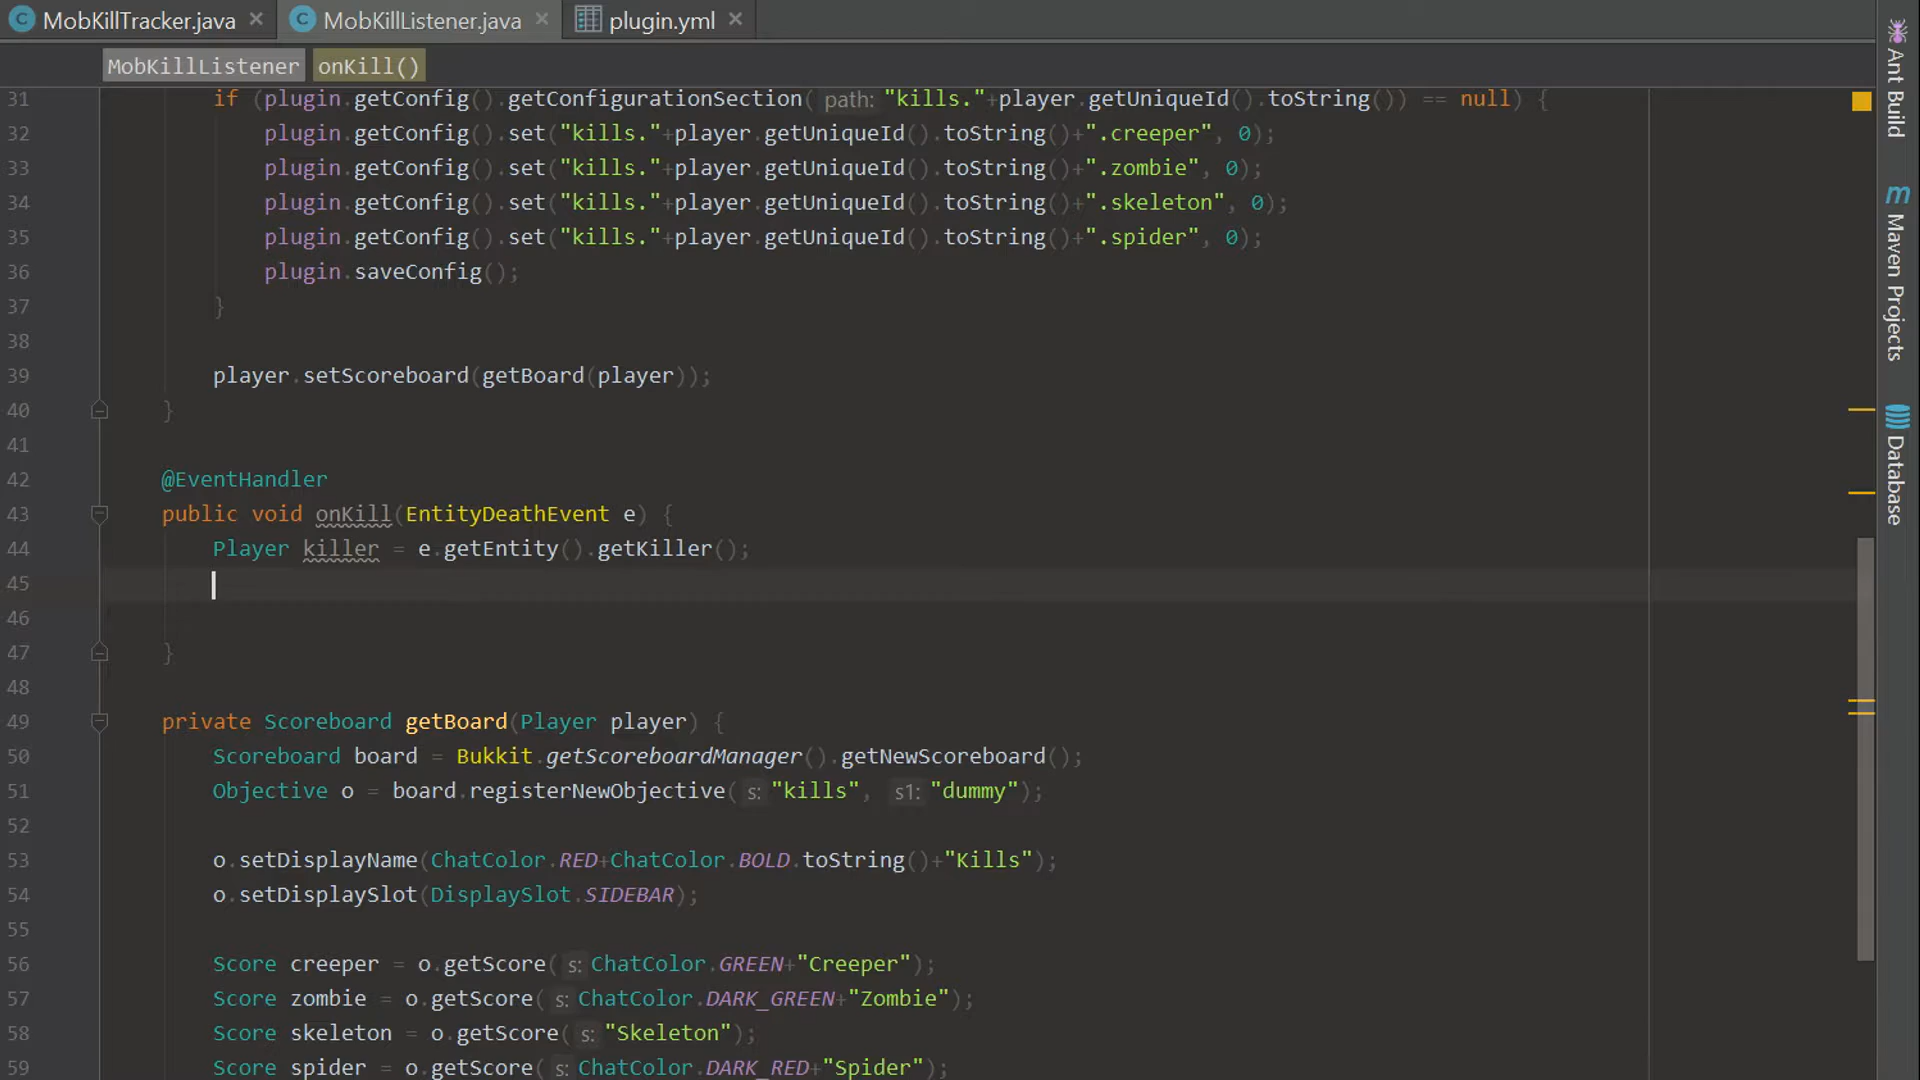 MobKillTracker.java
MobKillListener.java
plugin.yml
MobKillListener
onKill()
31 if (plugin.getConfig().getConfigurationSection( path: "kills."+player.getUniqueId().toString()) == null) {
32 plugin.getConfig().set("kills."+player.getUniqueId().toString()+".creeper", 0);
33 plugin.getConfig().set("kills."+player.getUniqueId().toString()+".zombie", 0);
34 plugin.getConfig().set("kills."+player.getUniqueId().toString()+".skeleton", 0);
35 plugin.getConfig().set("kills."+player.getUniqueId().toString()+".spider", 0);
36 plugin.saveConfig();
37 }
38
39 player.setScoreboard(getBoard(player));
40 }
41
42 @EventHandler
43 public void onKill(EntityDeathEvent e) {
44 Player killer = e.getEntity().getKiller();
45
46
47 }
48
49 private Scoreboard getBoard(Player player) {
50 Scoreboard board = Bukkit.getScoreboardManager().getNewScoreboard();
51 Objective o = board.registerNewObjective( s: "kills", s1: "dummy");
52
53 o.setDisplayName(ChatColor.RED+ChatColor.BOLD.toString()+"Kills");
54 o.setDisplaySlot(DisplaySlot.SIDEBAR);
55
56 Score creeper = o.getScore( s: ChatColor.GREEN+"Creeper");
57 Score zombie = o.getScore( s: ChatColor.DARK_GREEN+"Zombie");
58 Score skeleton = o.getScore( s: "Skeleton");
59 Score spider = o.getScore( s: ChatColor.DARK_RED+"Spider");
Ant Build
Maven Projects
Database